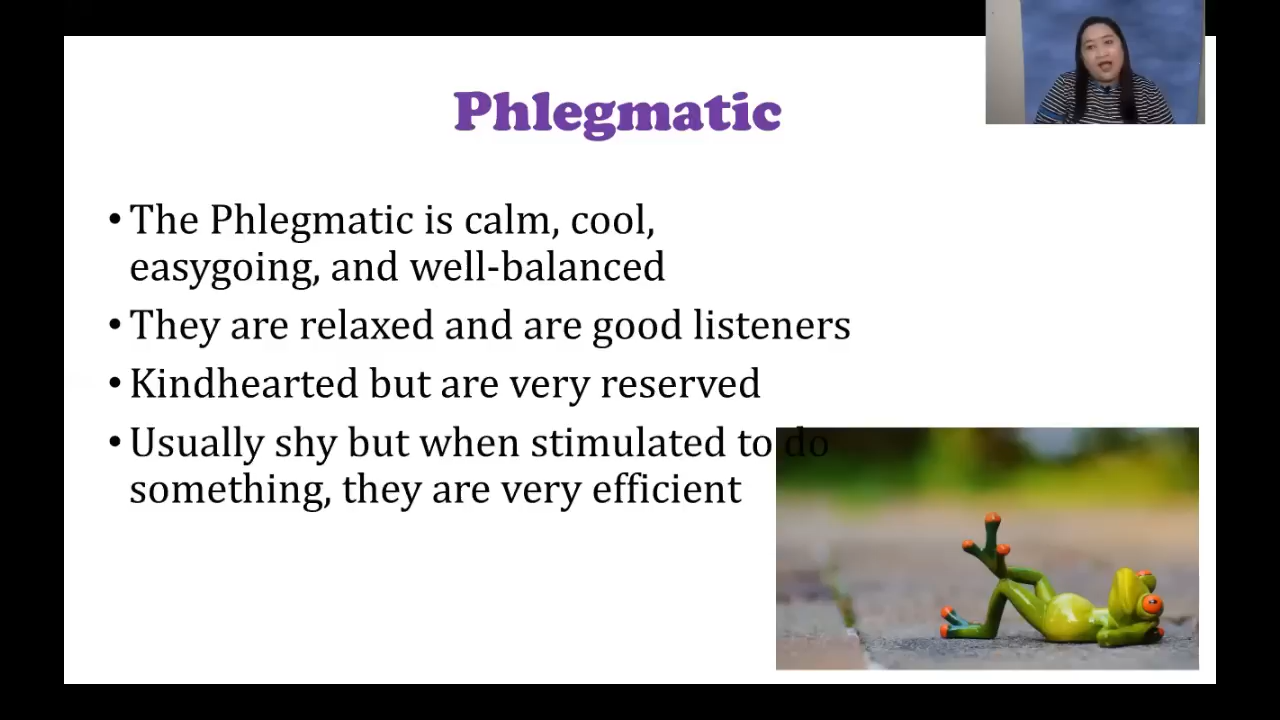 Phlegmatic
• The Phlegmatic is calm, cool,
easygoing, and well-balanced
• They are relaxed and are good listeners
• Kindhearted but are very reserved
• Usually shy but when stimulated to do
something, they are very efficient